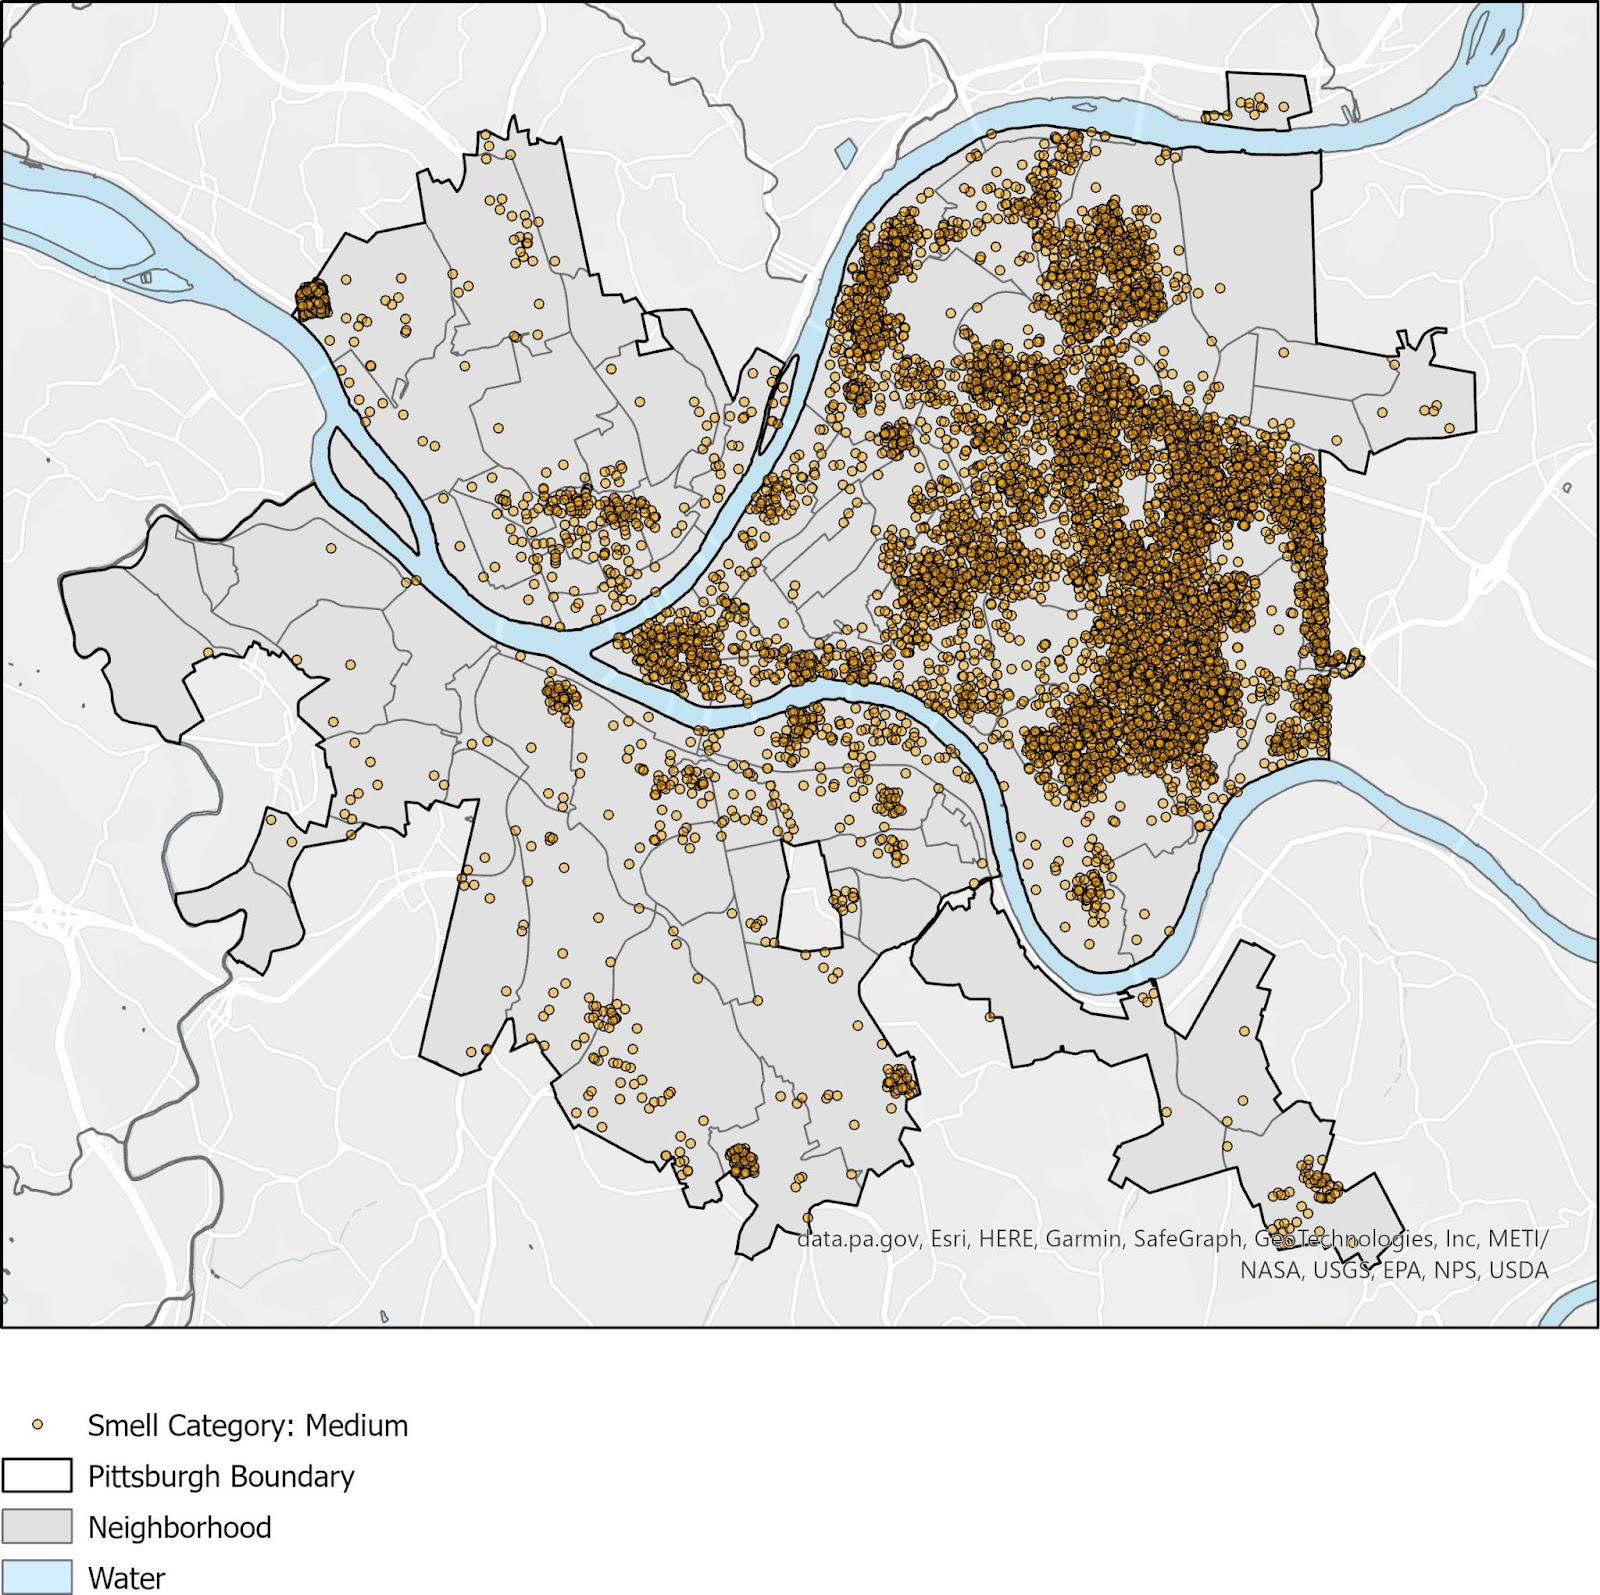 data.pa.gov, Esri, HERE, Garmin, SafeGraph, GeoTechnologies, Inc, METI/
NASA, USGS, EPA, NPS, USDA
Smell Category: Medium
Pittsburgh Boundary
Neighborhood
Water